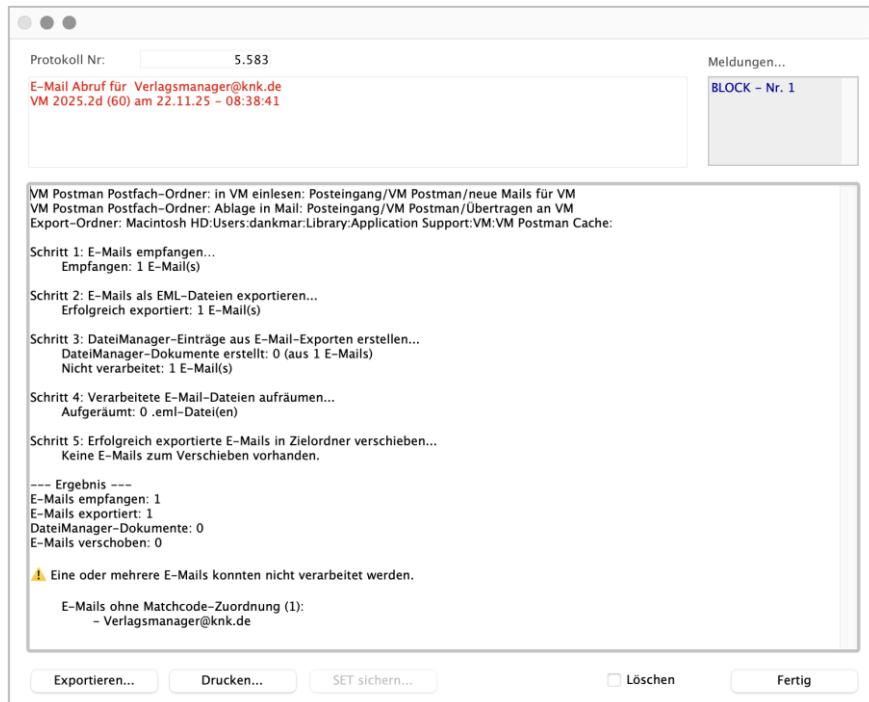 Protokoll Nr:
5.583
Meldungen...
E-Mail Abruf für  Verlagsmanager@knk.de
VM 2025.2d (60) am 22.11.25 – 08:38:41
BLOCK – Nr. 1
VM Postman Postfach-Ordner: in VM einlesen: Posteingang/VM Postman/neue Mails für VM
VM Postman Postfach-Ordner: Ablage in Mail: Posteingang/VM Postman/Übertragen an VM
Export-Ordner: Macintosh HD:Users:dankmar:Library:Application Support:VM:VM Postman Cache:
Schritt 1: E-Mails empfangen...
Empfangen: 1 E-Mail(s)
Schritt 2: E-Mails als EML-Dateien exportieren...
Erfolgreich exportiert: 1 E-Mail(s)
Schritt 3: DateiManager-Einträge aus E-Mail-Exporten erstellen...
DateiManager-Dokumente erstellt: 0 (aus 1 E-Mails)
Nicht verarbeitet: 1 E-Mail(s)
Schritt 4: Verarbeitete E-Mail-Dateien aufräumen...
Aufgeräumt: 0 .eml-Datei(en)
Schritt 5: Erfolgreich exportierte E-Mails in Zielordner verschieben...
Keine E-Mails zum Verschieben vorhanden.
--- Ergebnis ---
E-Mails empfangen: 1
E-Mails exportiert: 1
DateiManager-Dokumente: 0
E-Mails verschoben: 0
⚠️ Eine oder mehrere E-Mails konnten nicht verarbeitet werden.
E-Mails ohne Matchcode-Zuordnung (1):
- Verlagsmanager@knk.de
Exportieren...
Drucken...
SET sichern...
Löschen
Fertig